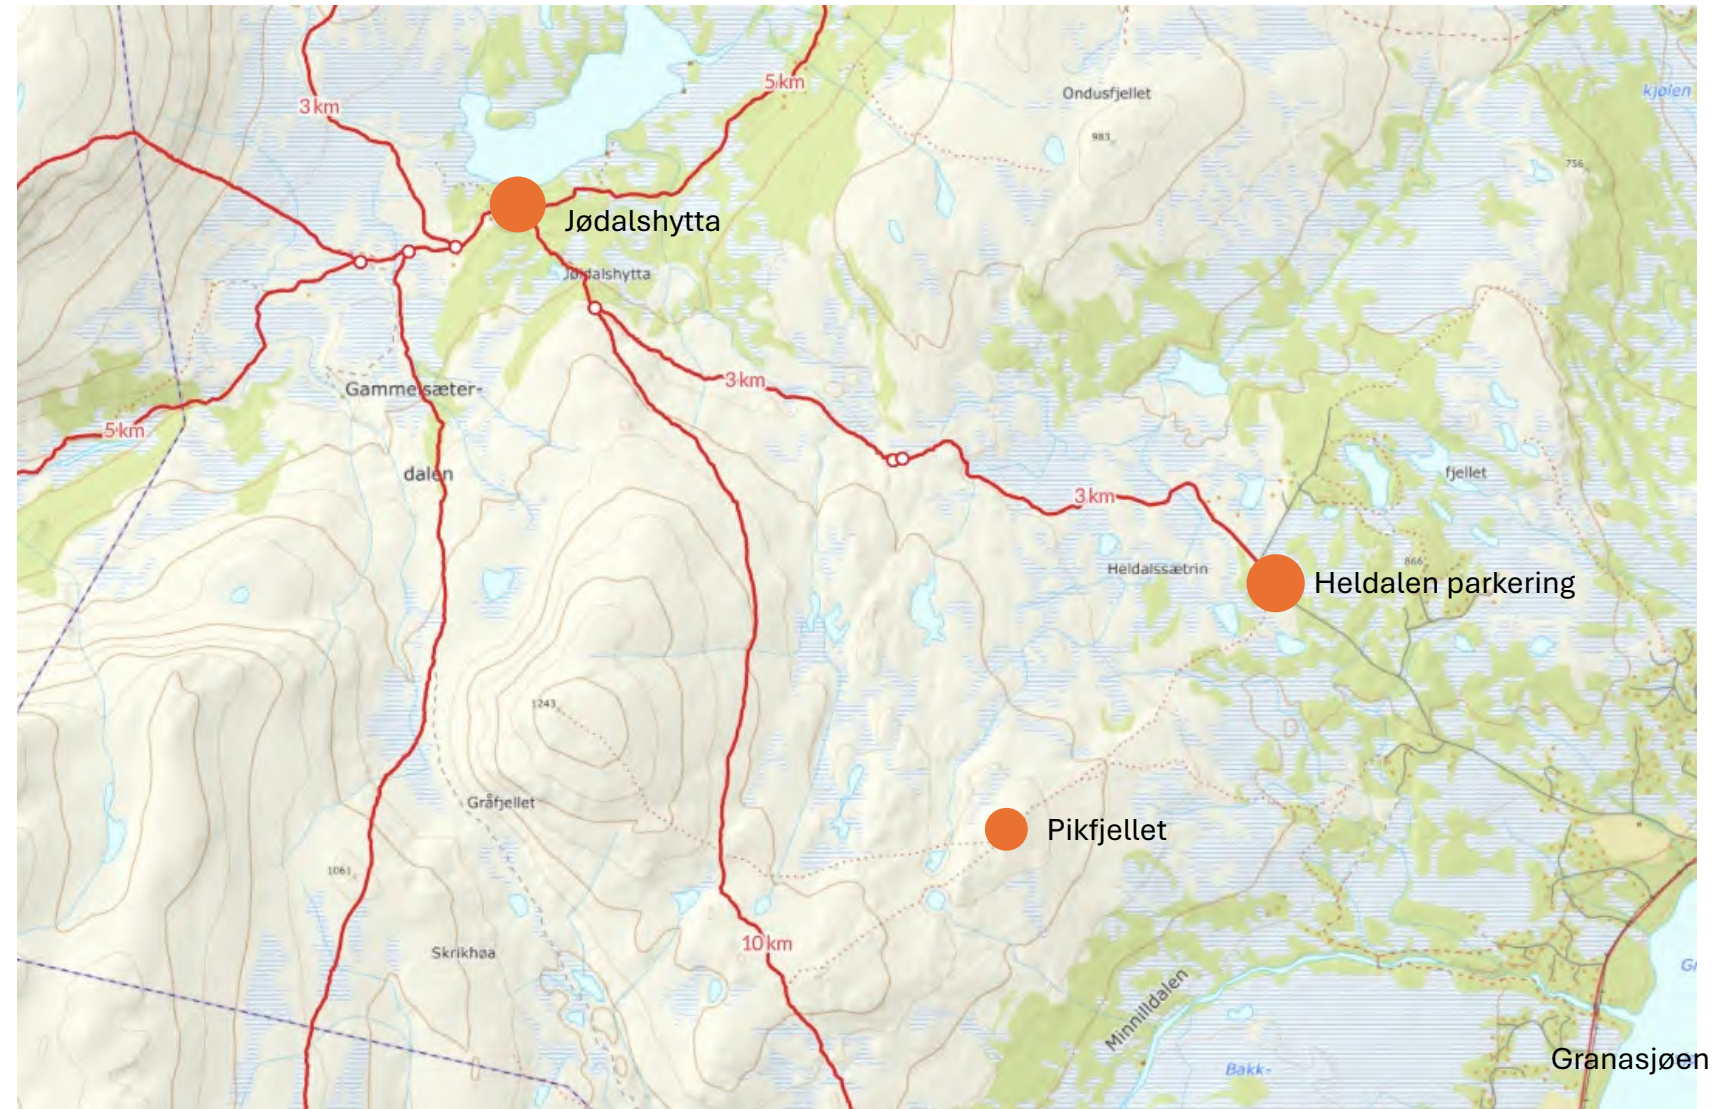 3 km
5 km
Ondusfjellet
983
kjølen
756
Jødalshytta
Jødalshytta
Gammelsæter-
dalen
5 km
3 km
3 km
fjellet
866
Heldalssætrin
Heldalen parkering
1243
Gråfjellet
Pikfjellet
1061
Skrikhøa
10 km
Minnilldalen
Bakk-
Granasjøen